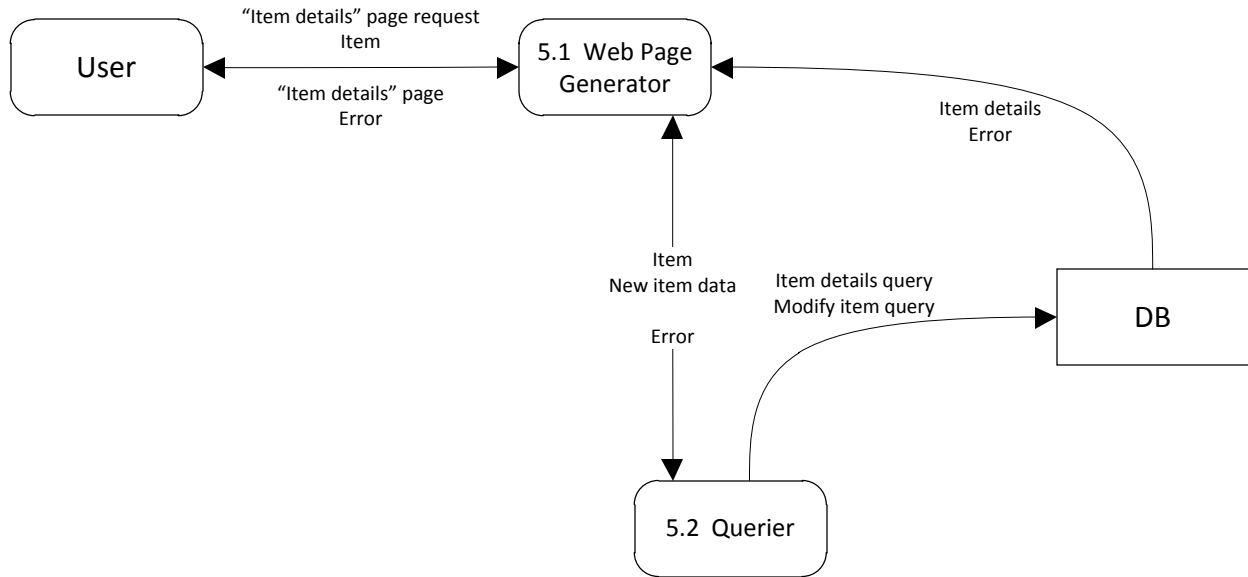 “Item details” page request
Item
User
5.1  Web Page
Generator
“Item details” page
Error
Item details
Error
Item
New item data
Error
Item details query
Modify item query
DB
5.2  Querier